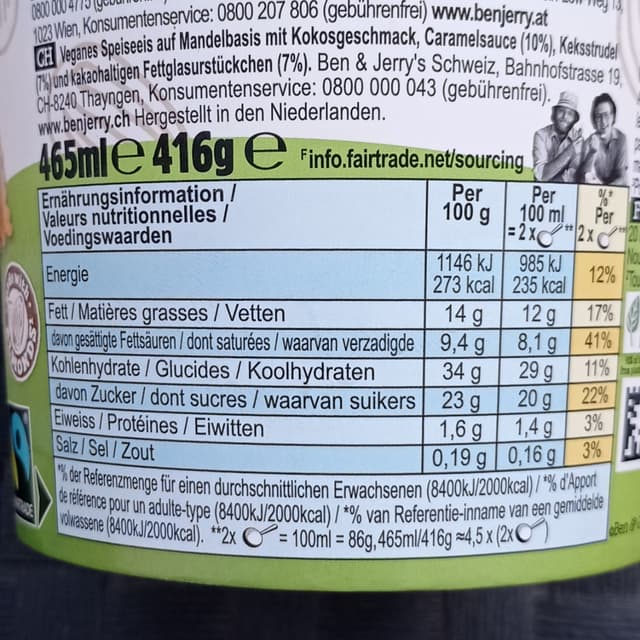 0800 000 4775
1023 Wien, Konsumentenservice: 0800 207 806 (gebührenfrei) www.benjerry.at
CH Veganes Speiseeis auf Mandelbasis mit Kokosgeschmack, Caramelsauce (10%), Keksstrudel
(7%) und kakaohaltigen Fettglasurstückchen (7%). Ben & Jerry's Schweiz, Bahnhofstrasse 19,
CH-8240 Thayngen, Konsumentenservice: 0800 000 043 (gebührenfrei).
www.benjerry.ch Hergestellt in den Niederlanden.
465ml e 416g e Finfo.fairtrade.net/sourcing
Ernährungsinformation /
Valeurs nutritionnelles /
Voedingswaarden
Per
100 g
Per
100 ml
= 2 x **
%*
Per
2 x **
Energie 1146 kJ 273 kcal 985 kJ 235 kcal 12%
Fett / Matières grasses / Vetten 14 g 12 g 17%
davon gesättigte Fettsäuren / dont saturées / waarvan verzadigde 9,4 g 8,1 g 41%
Kohlenhydrate / Glucides / Koolhydraten 34 g 29 g 11%
davon Zucker / dont sucres / waarvan suikers 23 g 20 g 22%
Eiweiss / Protéines / Eiwitten 1,6 g 1,4 g 3%
Salz / Sel / Zout 0,19 g 0,16 g 3%
*% der Referenzmenge für einen durchschnittlichen Erwachsenen (8400kJ/2000kcal) / *% d'Apport
de référence pour un adulte-type (8400kJ/2000kcal) / *% van Referentie-inname van een gemiddelde
volwassene (8400kJ/2000kcal). **2x = 100ml = 86g, 465ml/416g ≈4,5 x (2x )